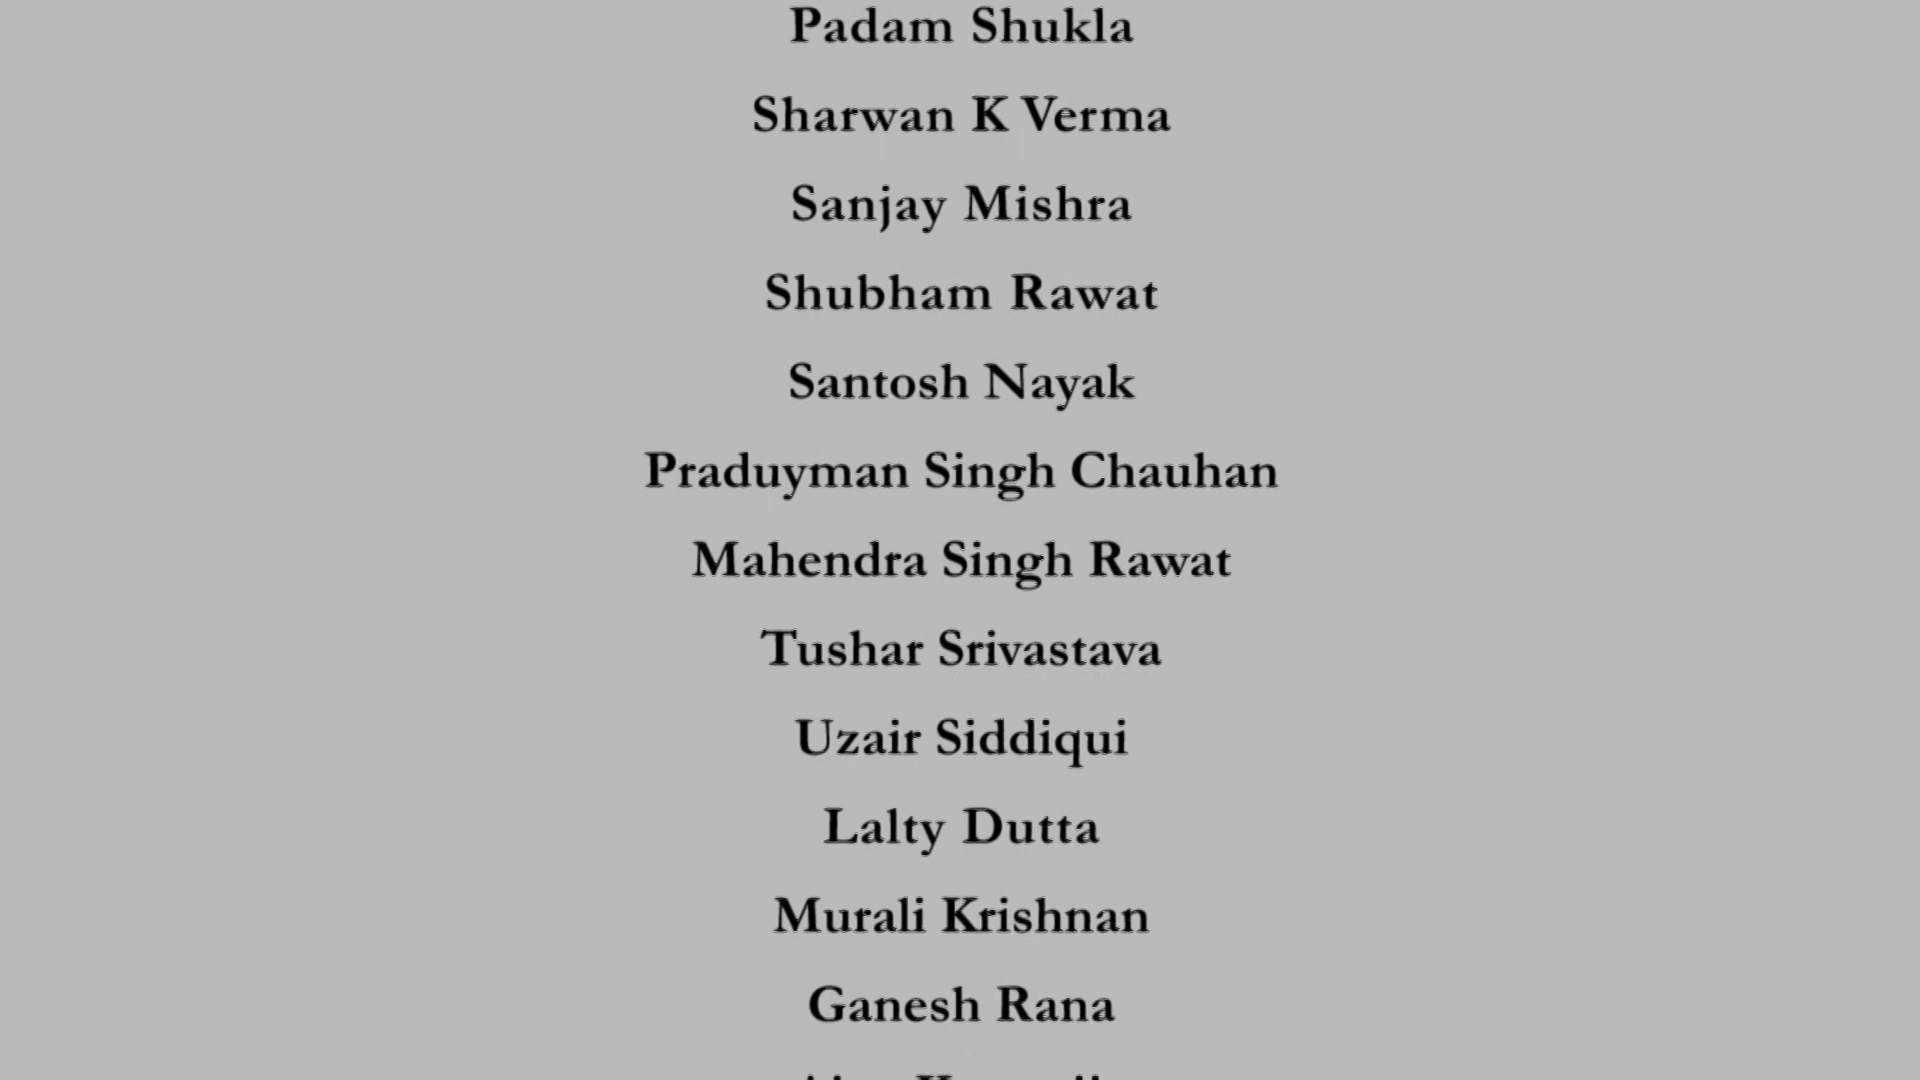 Padam Shukla
Sharwan K Verma
Sanjay Mishra
Shubham Rawat
Santosh Nayak
Praduyman Singh Chauhan
Mahendra Singh Rawat
Tushar Srivastava
Uzair Siddiqui
Lalty Dutta
Murali Krishnan
Ganesh Rana